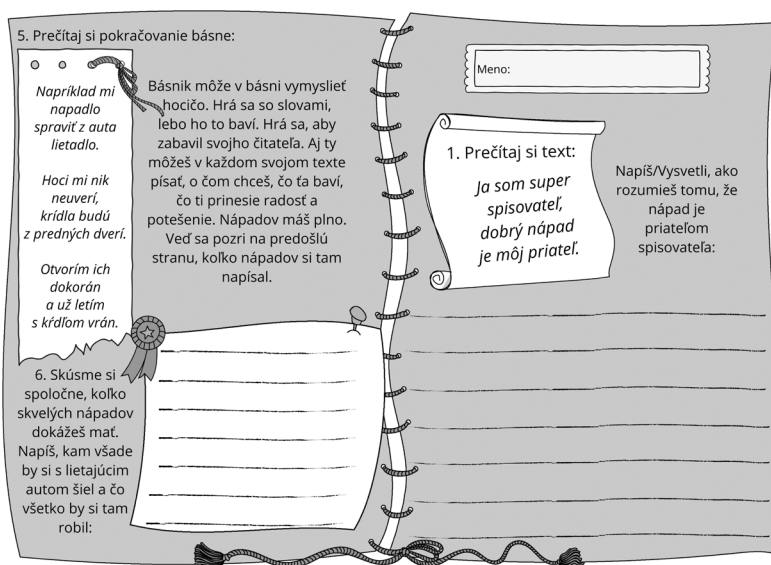 5. Prečítaj si pokračovanie básne:
Napríklad mi
napadlo
spraviť z auta
lietadlo.
Hoci mi nik
neuverí,
krídla budú
z predných dverí.
Otvorím ich
dokorán
a už letím
s kŕdľom vrán.
Básnik môže v básni vymyslieť
hocičo. Hrá sa so slovami,
lebo ho to baví. Hrá sa, aby
zabavil svojho čitateľa. Aj ty
môžeš v každom svojom texte
písať, o čom chceš, čo ťa baví,
čo ti prinesie radosť a
potešenie. Nápadov máš plno.
Veď sa pozri na predošlú
stranu, koľko nápadov si tam
napísal.
6. Skúsme si
spoločne, koľko
skvelých nápadov
dokážeš mať.
Napíš, kam všade
by si s lietajúcim
autom šiel a čo
všetko by si tam
robil:
Meno:
1. Prečítaj si text:
Ja som super
spisovateľ,
dobrý nápad
je môj priateľ.
Napíš/Vysvetli, ako
rozumieš tomu, že
nápad je
priateľom
spisovateľa: